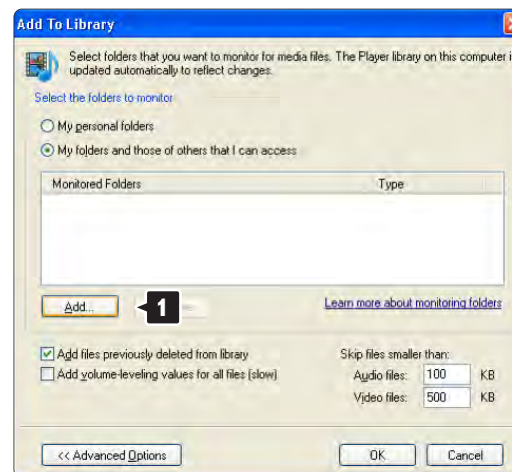 Add To Library
Select folders that you want to monitor for media files. The Player library on this computer i
updated automatically to reflect changes.
Select the folders to monitor
My personal folders
My folders and those of others that I can access
Monitored Folders Type
Add... 1 Learn more about monitoring folders
Add files previously deleted from library Skip files smaller than:
Add volume-leveling values for all files (slow) Audio files: 100 KB
Video files: 500 KB
<< Advanced Options OK Cancel